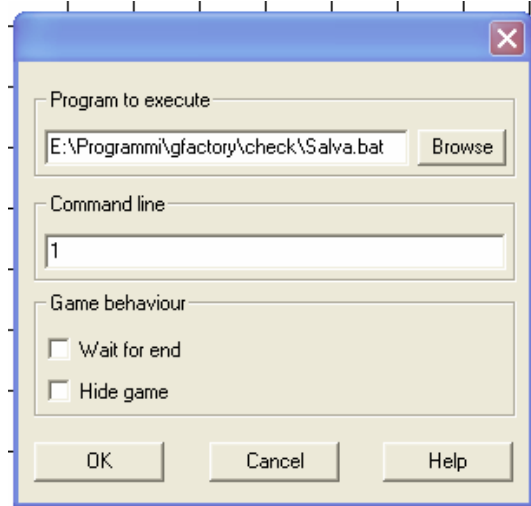 Program to execute
E:\Programmi\gfactory\check\Salva.bat
Browse
Command line
1
Game behaviour
Wait for end
Hide game
OK
Cancel
Help